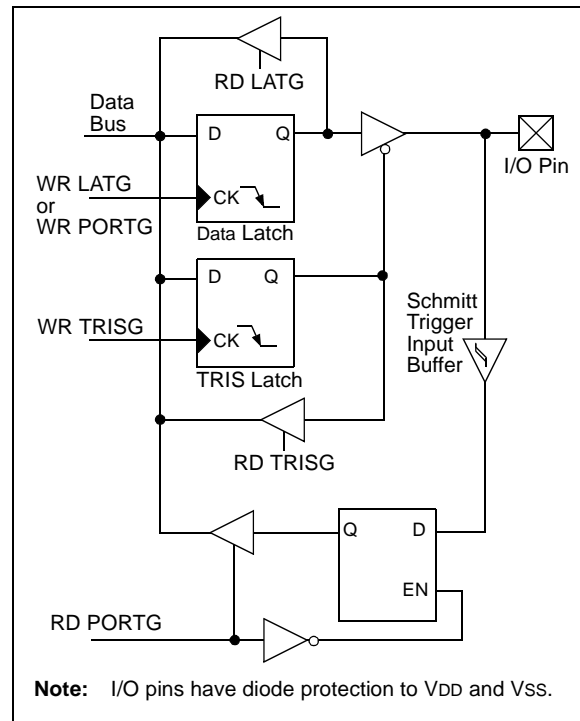 RD LATG
Data
Bus
D
Q
I/O Pin
WR LATG
or
WR PORTG
CK
Data Latch
D
Q
WR TRISG
CK
TRIS Latch
Schmitt
Trigger
Input
Buffer
RD TRISG
Q
D
EN
RD PORTG
Note: I/O pins have diode protection to VDD and VSS.